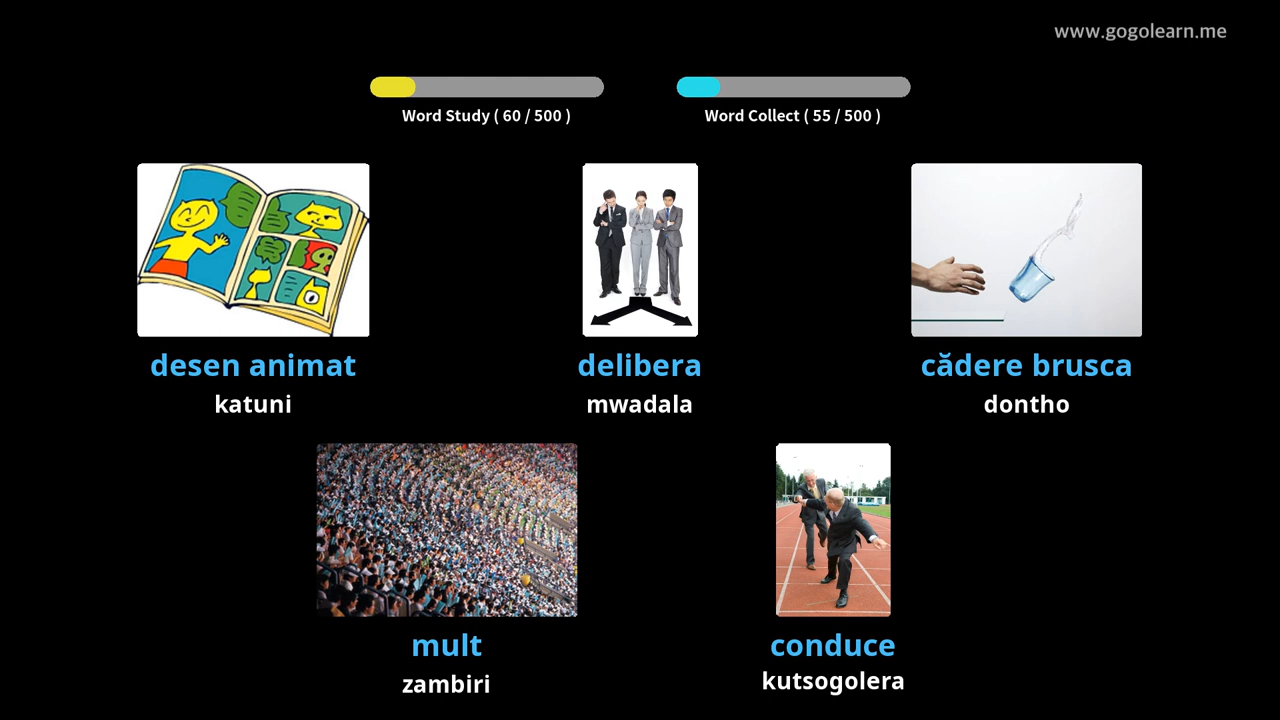 www.gogolearn.me
Word Study ( 60 / 500 )
Word Collect ( 55 / 500 )
desen animat
katuni
delibera
mwadala
cădere brusca
dontho
mult
zambiri
conduce
kutsogolera